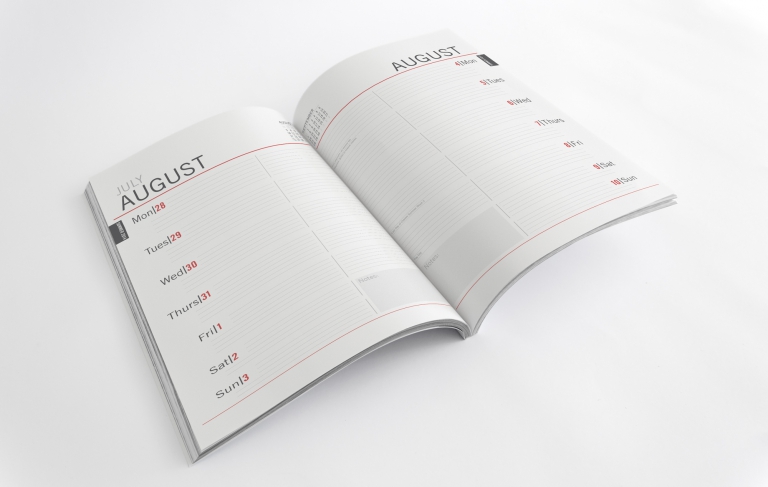 JULY
AUGUST
Mon|28
Tues|29
Wed|30
Thurs|31
Fri|1
Sat|2
Sun|3
AUGUST
4|Mon
5|Tues
6|Wed
7|Thurs
8|Fri
9|Sat
10|Sun